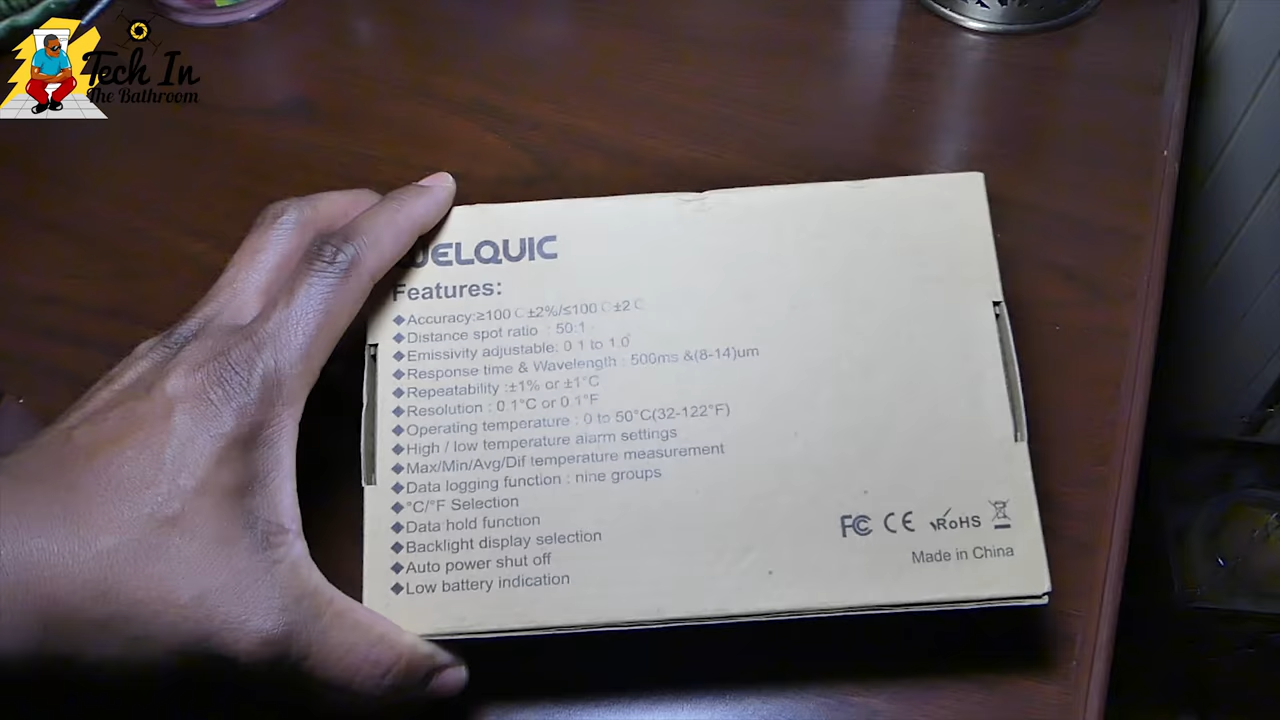 Tech In
The Bathroom
WELQUIC
Features:
◆Accuracy:≥100℃±2%/≤100℃±2℃
◆Distance spot ratio : 50:1
◆Emissivity adjustable: 0.1 to 1.0
◆Response time & Wavelength : 500ms &(8-14)um
◆Repeatability :±1% or ±1°C
◆Resolution : 0.1°C or 0.1°F
◆Operating temperature : 0 to 50°C(32-122°F)
◆High / low temperature alarm settings
◆Max/Min/Avg/Dif temperature measurement
◆Data logging function : nine groups
◆°C/°F Selection
◆Data hold function
◆Backlight display selection
◆Auto power shut off
◆Low battery indication
FC CE RoHS
Made in China